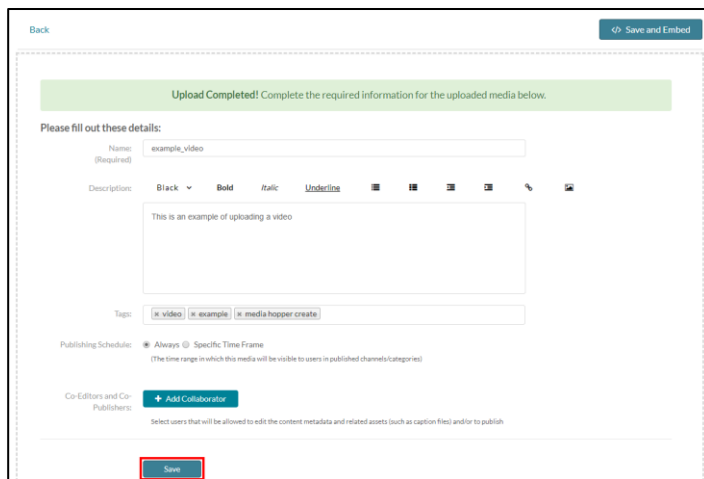 Back
</> Save and Embed
Upload Completed! Complete the required information for the uploaded media below.
Please fill out these details:
Name:
(Required)
example_video
Description:
Black Bold Italic Underline
This is an example of uploading a video
Tags:
× video × example × media hopper create
Publishing Schedule:
Always Specific Time Frame
(The time range in which this media will be visible to users in published channels/categories)
Co-Editors and Co-
Publishers:
+ Add Collaborator
Select users that will be allowed to edit the content metadata and related assets (such as caption files) and/or to publish
Save